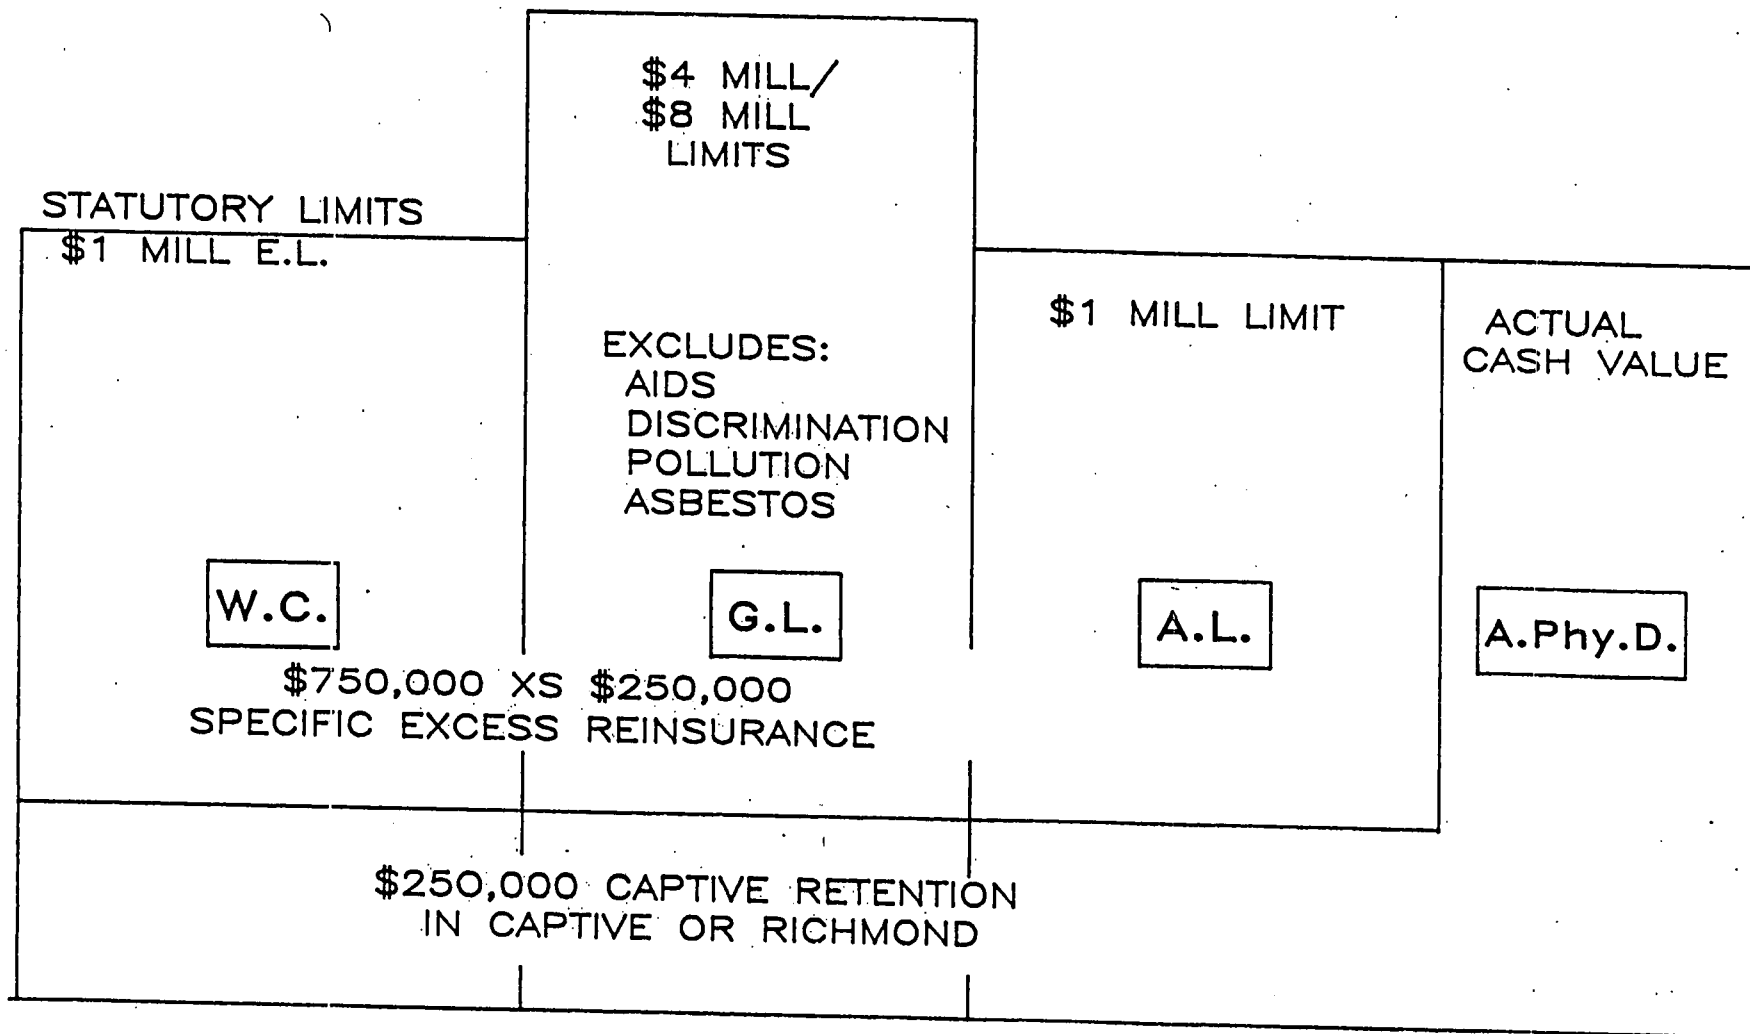 $4 MILL/
$8 MILL
LIMITS
STATUTORY LIMITS
$1 MILL E.L.
$1 MILL LIMIT
ACTUAL
CASH VALUE
EXCLUDES:
AIDS
DISCRIMINATION
POLLUTION
ASBESTOS
W.C.
G.L.
A.L.
A.Phy.D.
$750,000 XS $250,000
SPECIFIC EXCESS REINSURANCE
$250,000 CAPTIVE RETENTION
IN CAPTIVE OR RICHMOND